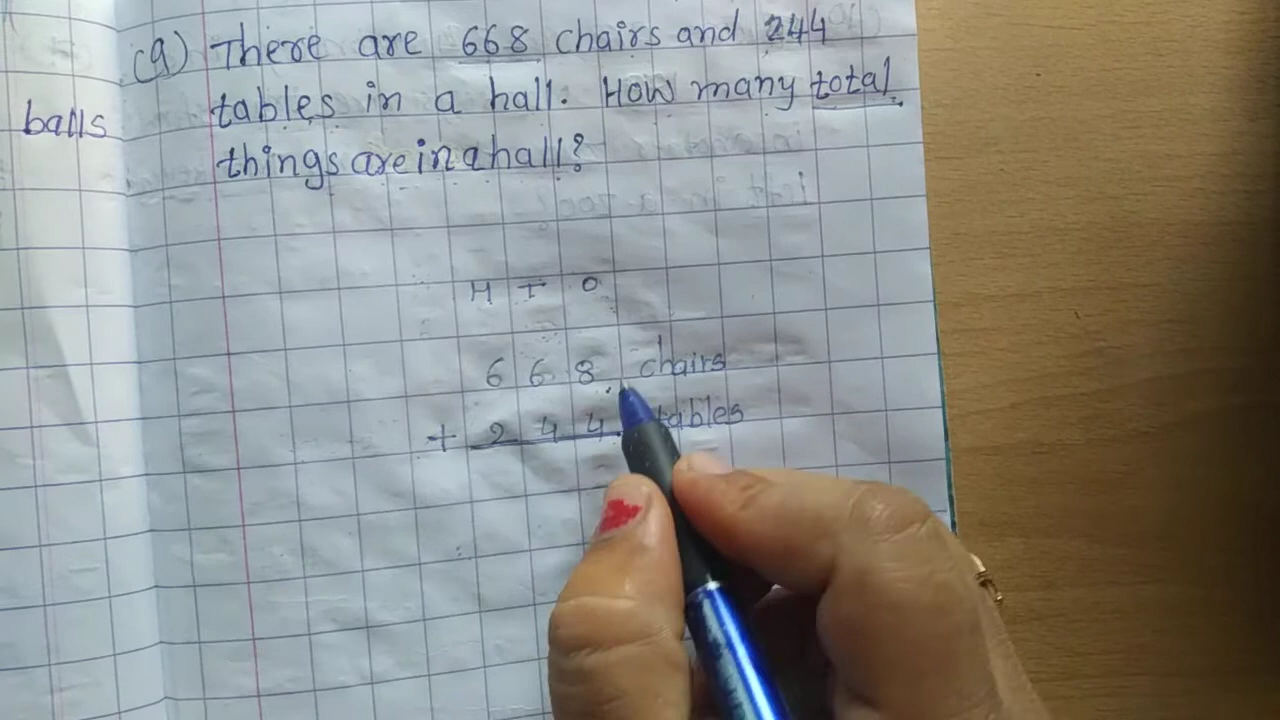 balls
(9) There are 668 chairs and 244
tables in a hall. How many total
things are in a hall?
H T O
6 6 8 chairs
+ 2 4 4 tables